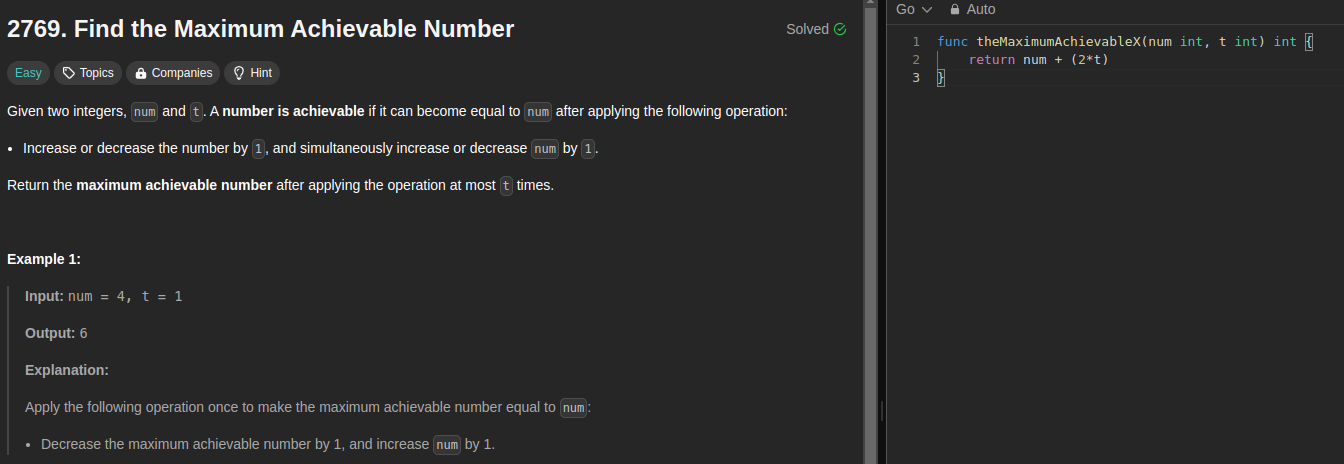 2769. Find the Maximum Achievable Number
Solved
Easy Topics Companies Hint
Given two integers, num and t. A number is achievable if it can become equal to num after applying the following operation:
• Increase or decrease the number by 1, and simultaneously increase or decrease num by 1.
Return the maximum achievable number after applying the operation at most t times.
Example 1:
Input: num = 4, t = 1
Output: 6
Explanation:
Apply the following operation once to make the maximum achievable number equal to num:
• Decrease the maximum achievable number by 1, and increase num by 1.
Go Auto
1 func theMaximumAchievableX(num int, t int) int {
2 return num + (2*t)
3 }